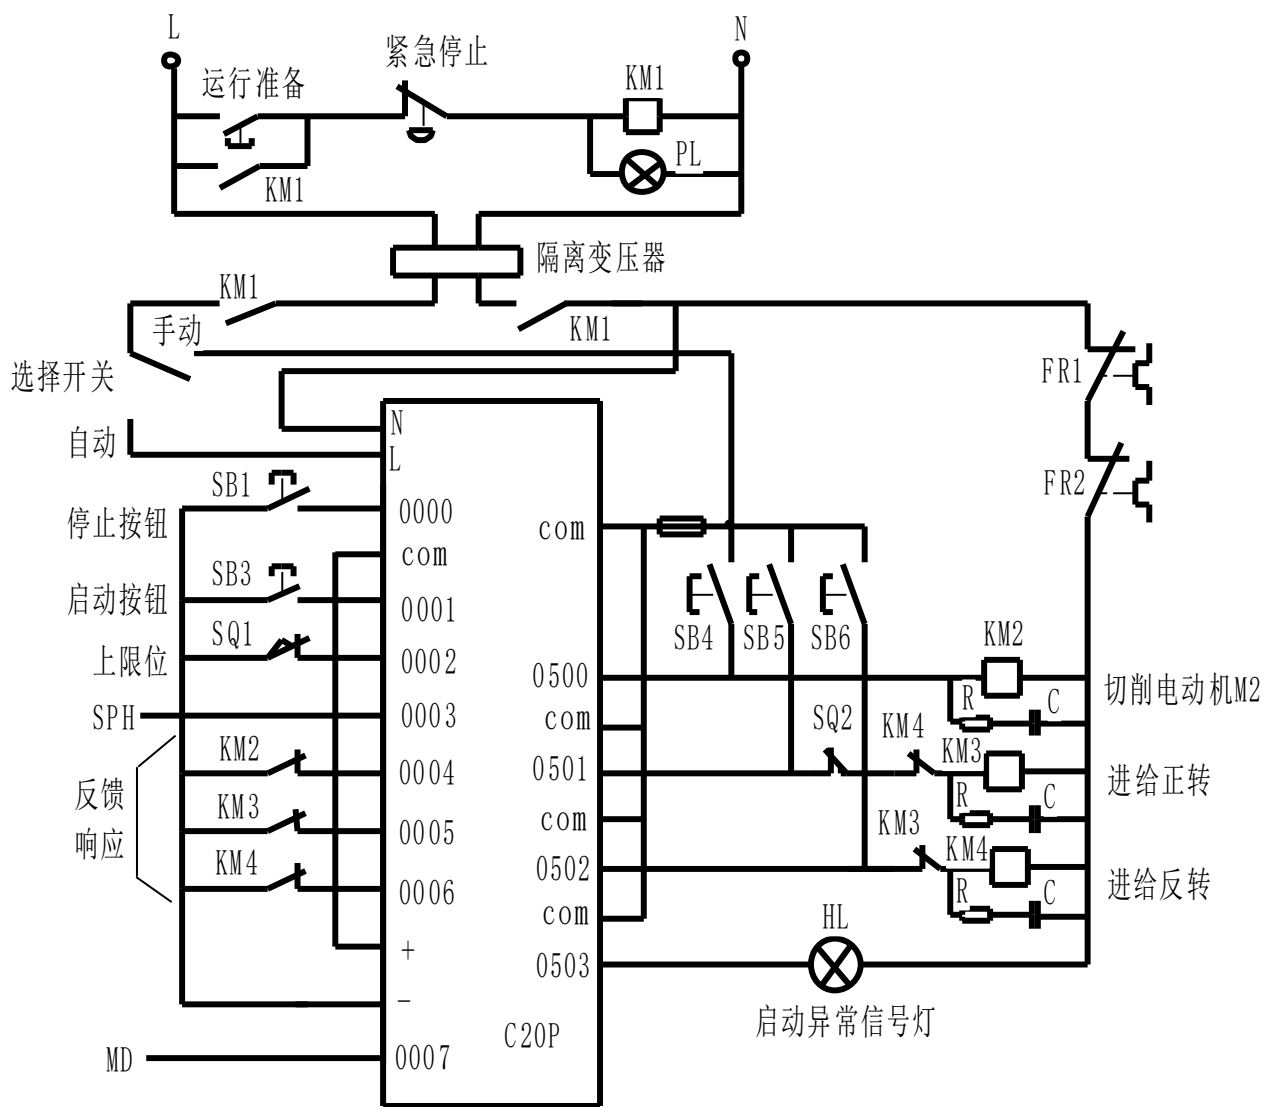 L
N
紧急停止
运行准备
KM1
PL
KM1
隔离变压器
KM1
KM1
手动
选择开关
FR1
自动
N
L
SB1
FR2
0000
停止按钮
com
com
SB3
启动按钮
0001
SQ1
SB4
SB5
SB6
KM2
上限位
0002
0500
切削电动机M2
R
C
SPH
0003
com
SQ2
KM4
KM2
KM3
0004
0501
进给正转
反馈
KM3
R
C
响应
0005
com
KM3
KM4
KM4
0502
进给反转
0006
R
C
com
HL
+
0503
-
启动异常信号灯
C20P
MD
0007